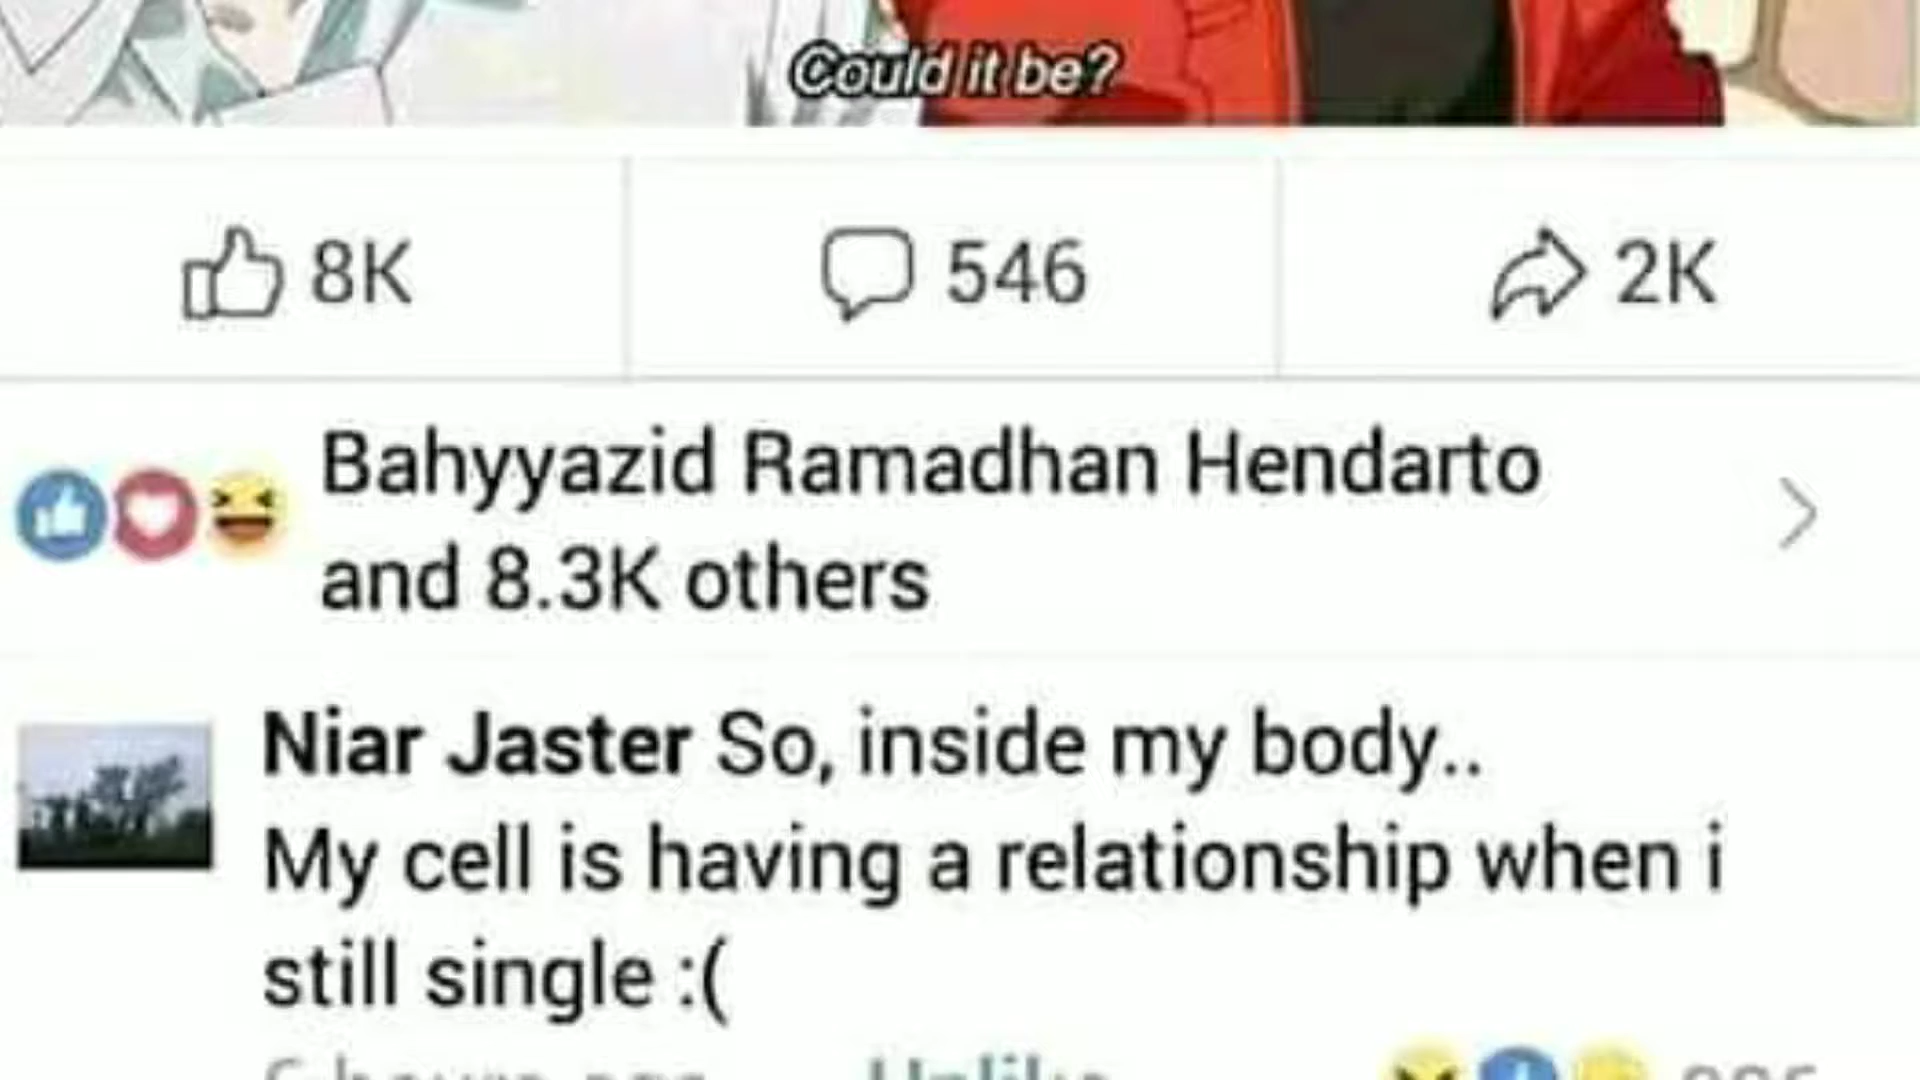 Could it be?
8K
546
2K
Bahyyazid Ramadhan Hendarto
and 8.3K others
Niar Jaster So, inside my body..
My cell is having a relationship when i
still single :(